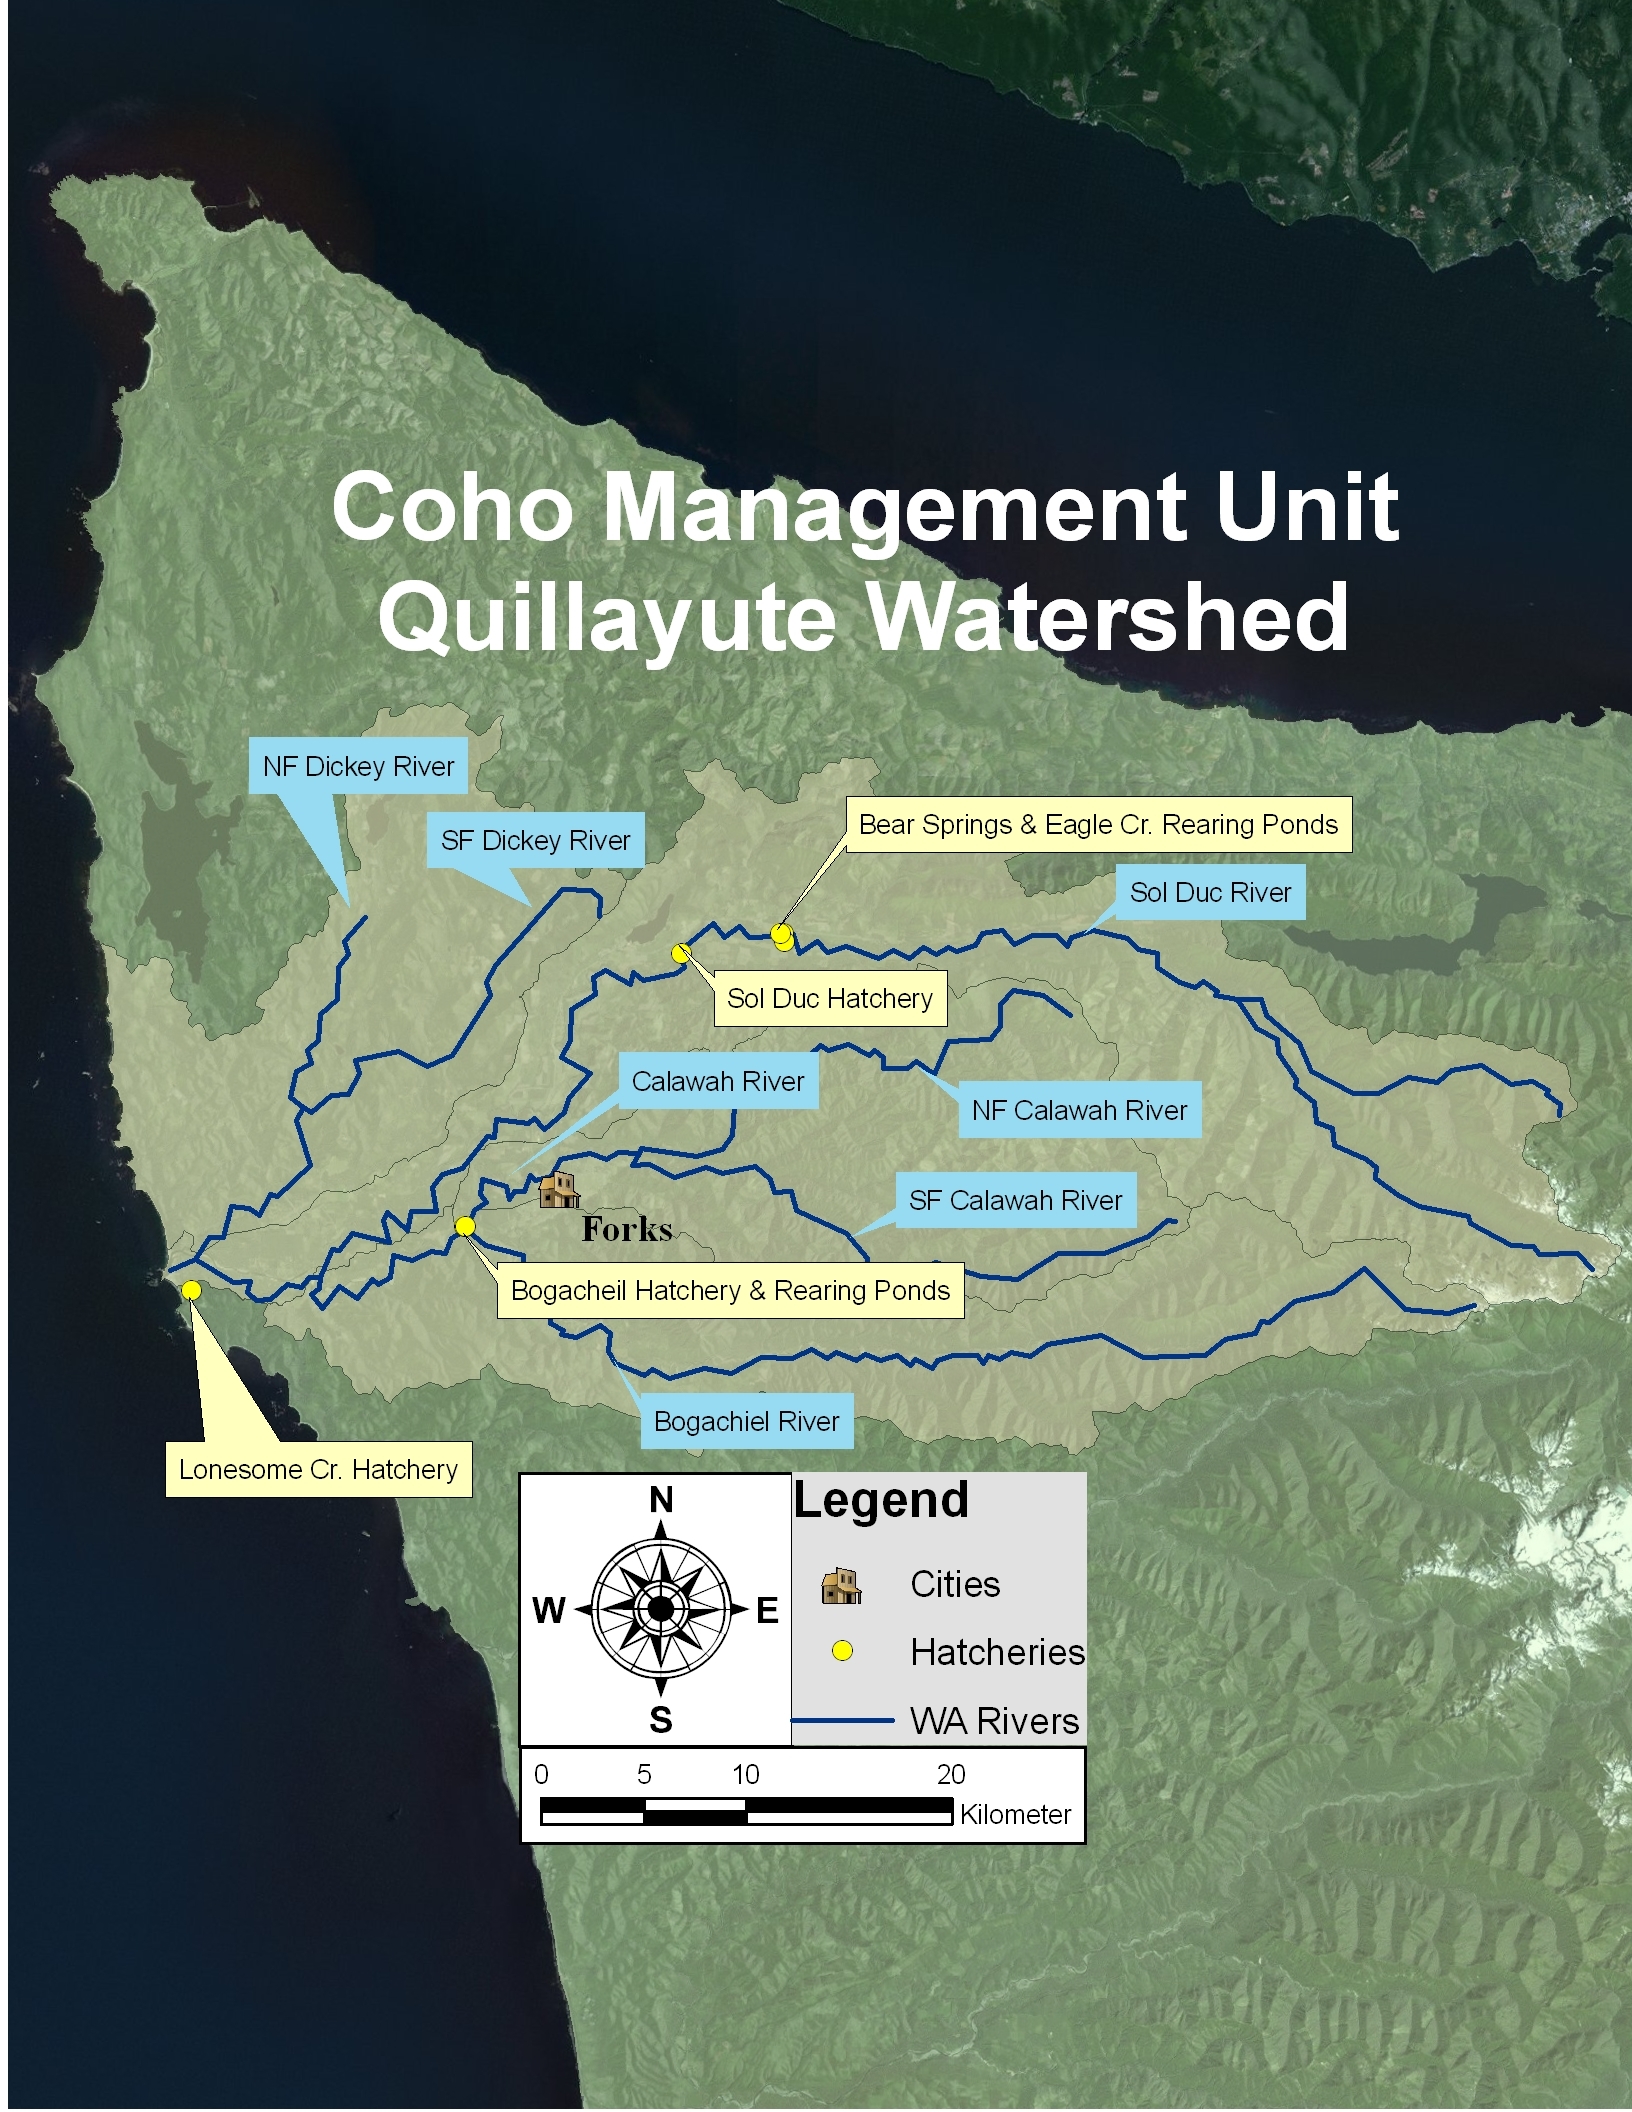 Coho Management Unit
Quillayute Watershed
NF Dickey River
SF Dickey River
Bear Springs & Eagle Cr. Rearing Ponds
Sol Duc River
Sol Duc Hatchery
Calawah River
NF Calawah River
SF Calawah River
Forks
Bogacheil Hatchery & Rearing Ponds
Bogachiel River
Lonesome Cr. Hatchery
N
W
E
S
Legend
Cities
Hatcheries
WA Rivers
0 5 10 20
Kilometer